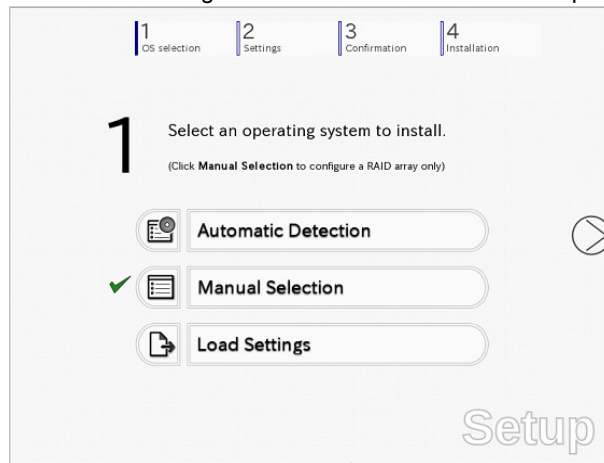 1
OS selection
2
Settings
3
Confirmation
4
Installation
1
Select an operating system to install.
(Click Manual Selection to configure a RAID array only)
Automatic Detection
Manual Selection
Load Settings
Setup